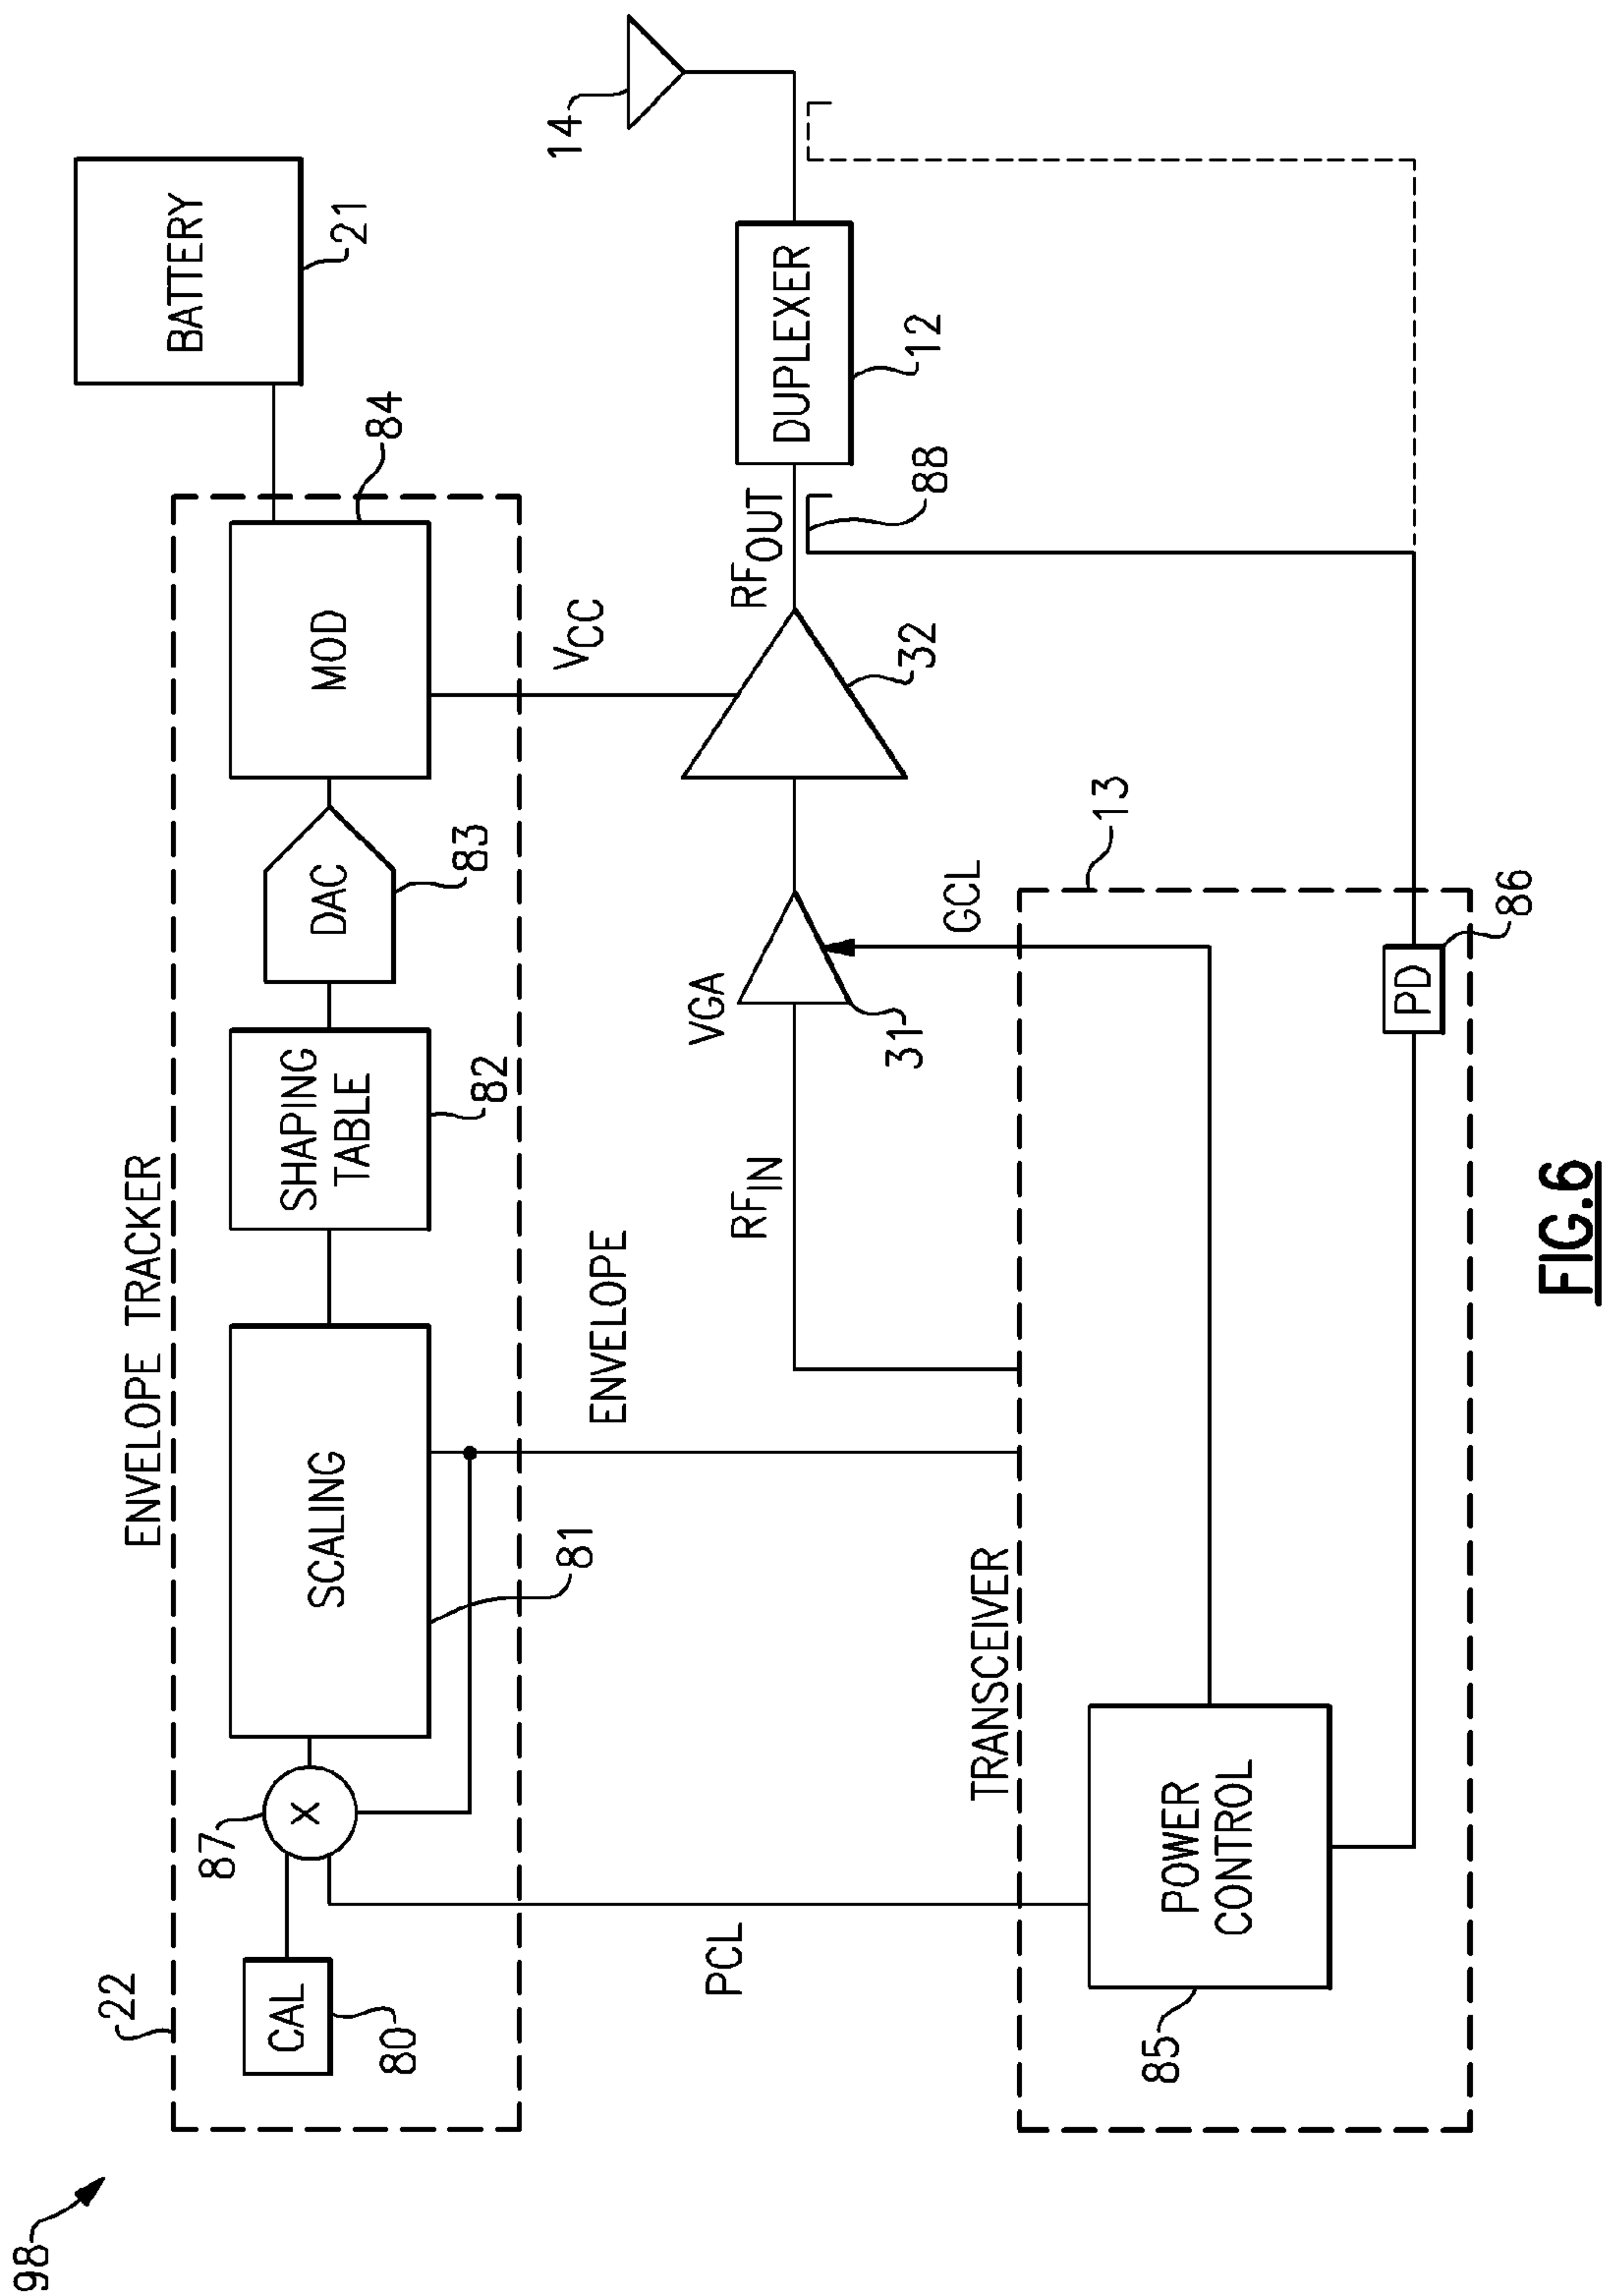 98
22
ENVELOPE TRACKER
CAL
80
87
X
SCALING
81
SHAPING
TABLE
82
DAC
83
MOD
84
BATTERY
21
PCL
ENVELOPE
RFIN
VGA
31
VCC
32
RFOUT
88
DUPLEXER
12
14
TRANSCEIVER
13
GCL
POWER
CONTROL
85
PD
86
FIG.6